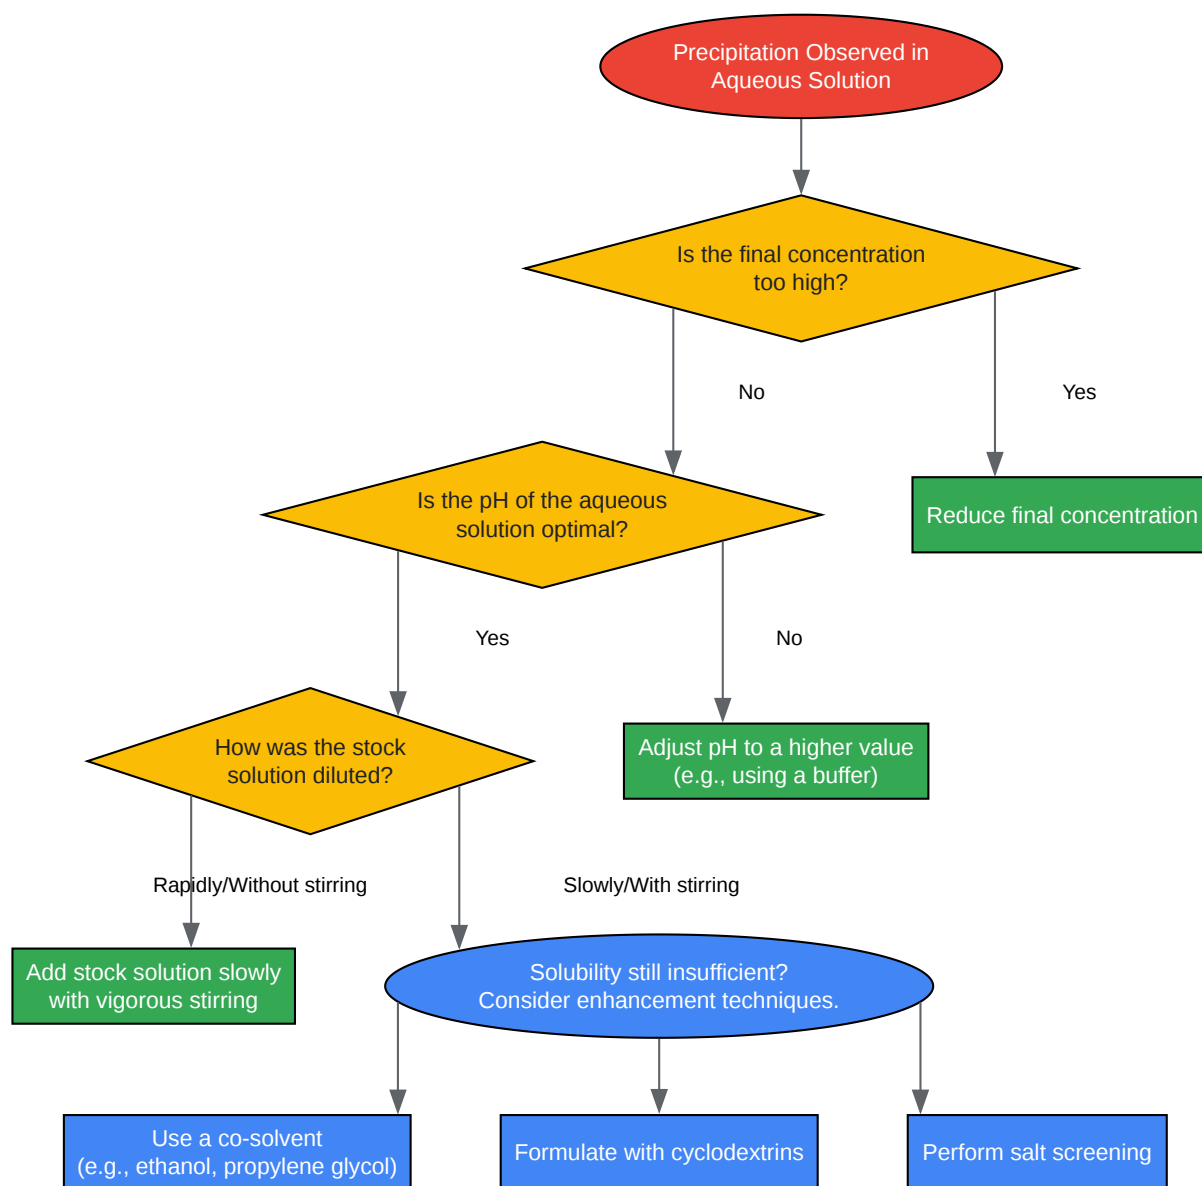 Precipitation Observed in
Aqueous Solution
Is the final concentration
too high?
No
Yes
Is the pH of the aqueous
solution optimal?
Reduce final concentration
Yes
No
How was the stock
solution diluted?
Adjust pH to a higher value
(e.g., using a buffer)
Rapidly/Without stirring
Slowly/With stirring
Add stock solution slowly
with vigorous stirring
Solubility still insufficient?
Consider enhancement techniques.
Use a co-solvent
(e.g., ethanol, propylene glycol)
Formulate with cyclodextrins
Perform salt screening